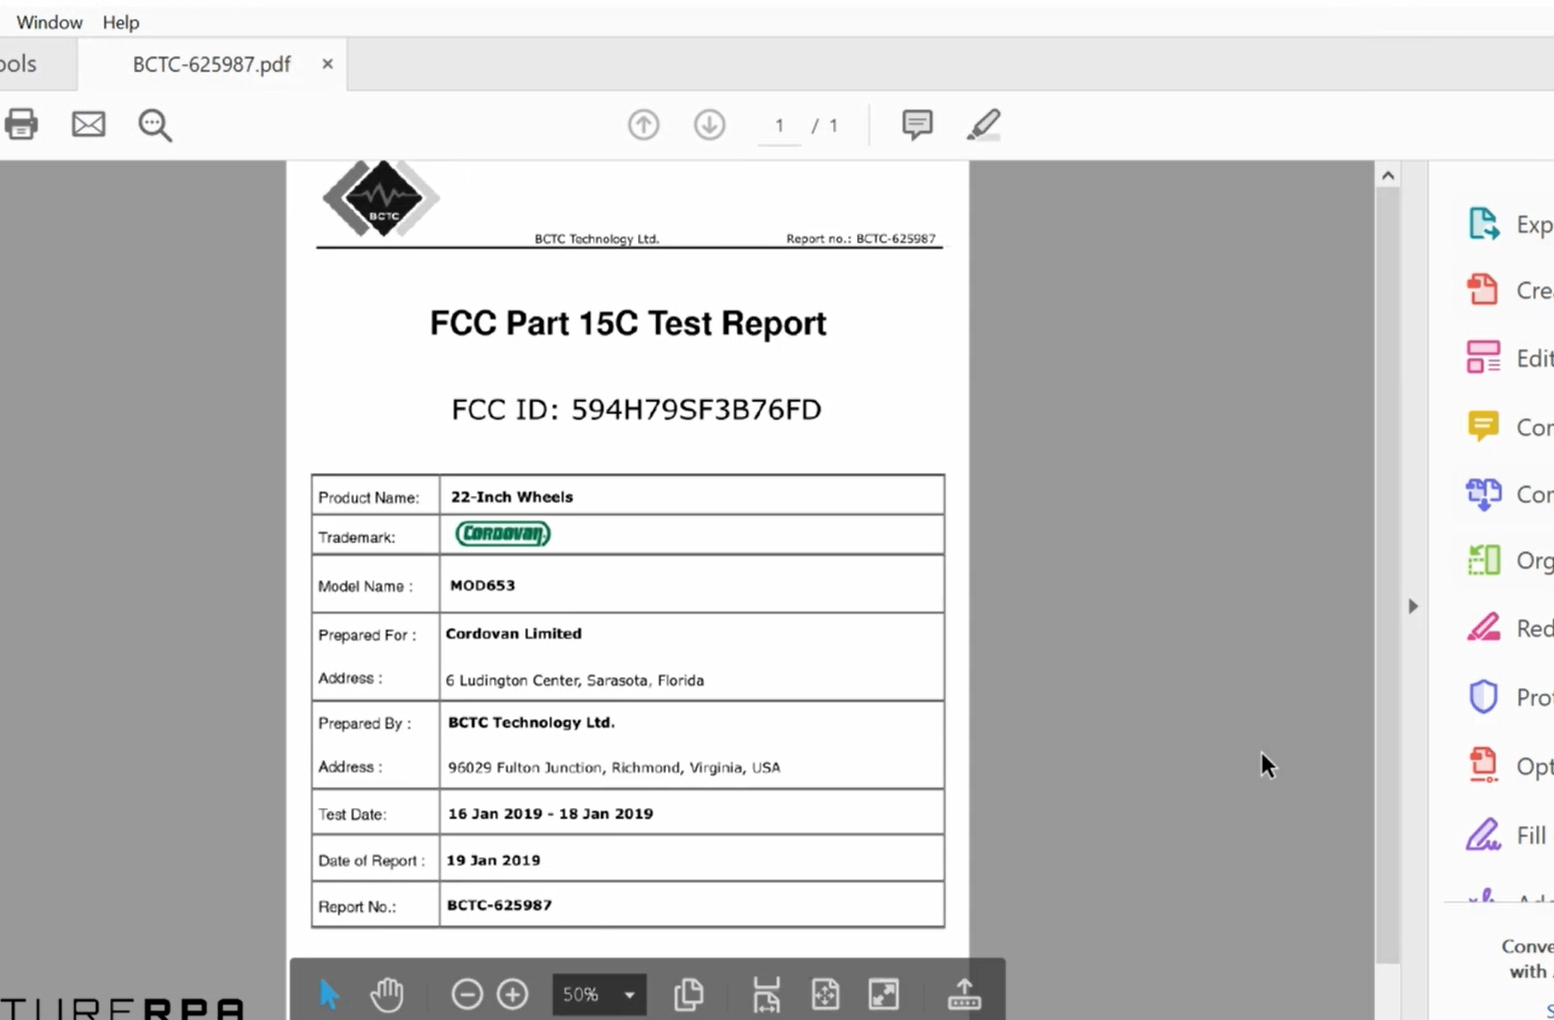 Window Help
ools BCTC-625987.pdf ×
1 / 1
BCTC
BCTC Technology Ltd. Report no.: BCTC-625987
FCC Part 15C Test Report
FCC ID: 594H79SF3B76FD
Product Name: 22-Inch Wheels
Trademark: Cordovan
Model Name : MOD653
Prepared For : Cordovan Limited
Address : 6 Ludington Center, Sarasota, Florida
Prepared By : BCTC Technology Ltd.
Address : 96029 Fulton Junction, Richmond, Virginia, USA
Test Date: 16 Jan 2019 - 18 Jan 2019
Date of Report : 19 Jan 2019
Report No.: BCTC-625987
50%
Exp
Cre
Edit
Com
Com
Org
Red
Prot
Opt
Fill
Conve
with
TURERPA